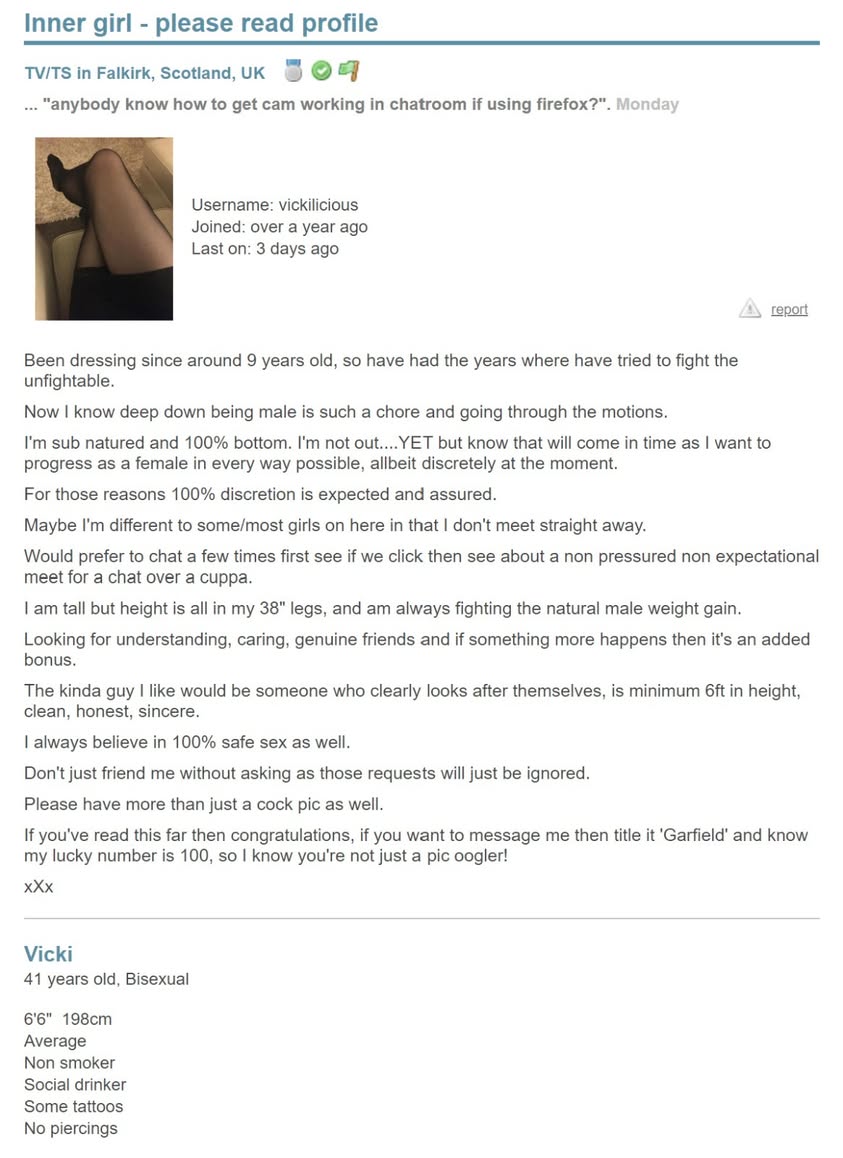 Inner girl - please read profile
TV/TS in Falkirk, Scotland, UK
... "anybody know how to get cam working in chatroom if using firefox?". Monday
Username: vickilicious
Joined: over a year ago
Last on: 3 days ago
report
Been dressing since around 9 years old, so have had the years where have tried to fight the
unfightable.
Now I know deep down being male is such a chore and going through the motions.
I'm sub natured and 100% bottom. I'm not out....YET but know that will come in time as I want to
progress as a female in every way possible, allbeit discretely at the moment.
For those reasons 100% discretion is expected and assured.
Maybe I'm different to some/most girls on here in that I don't meet straight away.
Would prefer to chat a few times first see if we click then see about a non pressured non expectational
meet for a chat over a cuppa.
I am tall but height is all in my 38" legs, and am always fighting the natural male weight gain.
Looking for understanding, caring, genuine friends and if something more happens then it's an added
bonus.
The kinda guy I like would be someone who clearly looks after themselves, is minimum 6ft in height,
clean, honest, sincere.
I always believe in 100% safe sex as well.
Don't just friend me without asking as those requests will just be ignored.
Please have more than just a cock pic as well.
If you've read this far then congratulations, if you want to message me then title it 'Garfield' and know
my lucky number is 100, so I know you're not just a pic oogler!
xXx
Vicki
41 years old, Bisexual
6'6" 198cm
Average
Non smoker
Social drinker
Some tattoos
No piercings